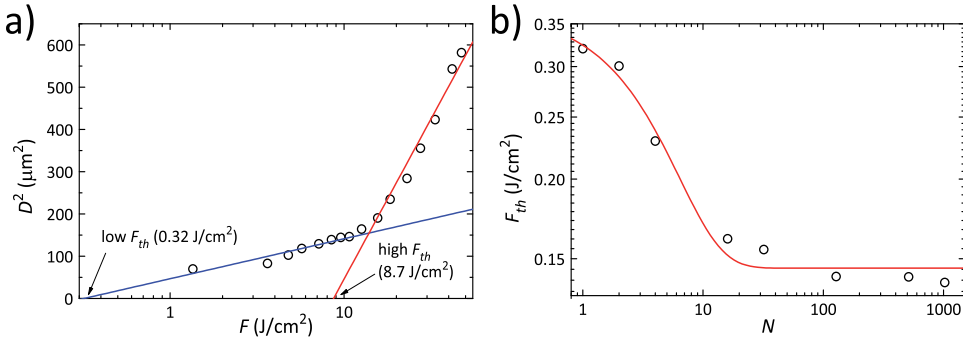 a)
D² (μm²)
600
500
400
300
200
100
0
low Fth (0.32 J/cm²)
high Fth
(8.7 J/cm²)
1
10
F (J/cm²)
b)
Fth (J/cm²)
0.35
0.30
0.25
0.20
0.15
1
10
100
1000
N